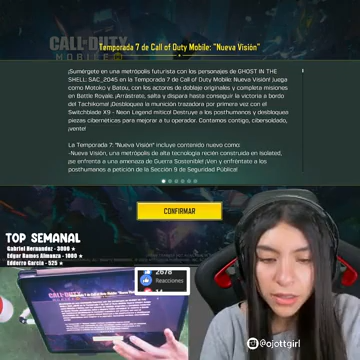 CALL OF DUTY
MOBILE
Temporada 7 de Call of Duty Mobile: "Nueva Visión"
¡Sumérgete en una metrópolis futurista con los personajes de GHOST IN THE
SHELL: SAC_2045 en la Temporada 7 de Call of Duty Mobile: Nueva Visión! Juega
como Motoko y Batou, con los actores de doblaje originales y completa misiones
en Battle Royale. ¡Arrástrate, salta y dispara hasta conseguir la victoria a bordo
del Tachikoma! ¡Desbloquea la munición trazadora por primera vez con el
Switchblade X9 - Neon Legend mítico! Destruye a los posthumanos y desbloquea
piezas cibernéticas para mejorar a tu operador. Contamos contigo, cibersoldado,
¡vente!
La Temporada 7: "Nueva Visión" incluye contenido nuevo como:
-Nueva Visión, una metrópolis de alta tecnología recién construida en Isolated,
¡se enfrenta a una amenaza de Guerra Sostenible! ¡Ven y enfréntate a los
posthumanos a petición de la Sección 9 de Seguridad Pública!
CONFIRMAR
TOP SEMANAL
Gabriel Hernandez - 3000 ★
Edgar Ramos Almanza - 1000 ★
Edderre Garcia - 525 ★
2678
Reacciones
@ojottgirl